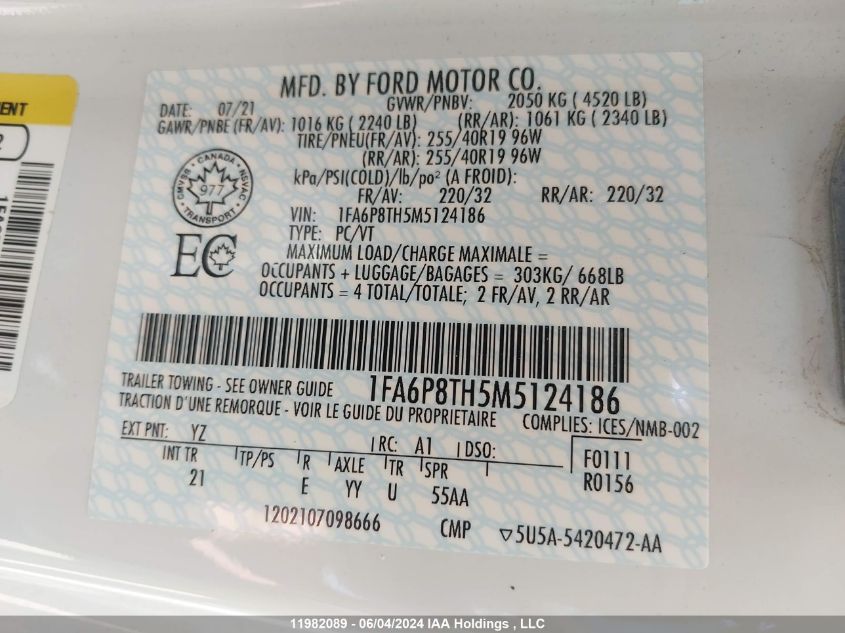 MENT
2
MFD. BY FORD MOTOR CO.
DATE: 07/21 GVWR/PNBV: 2050 KG ( 4520 LB)
GAWR/PNBE (FR/AV): 1016 KG ( 2240 LB) (RR/AR): 1061 KG ( 2340 LB)
TIRE/PNEU(FR/AV): 255/40R19 96W
(RR/AR): 255/40R19 96W
kPa/PSI(COLD)/lb/po² (A FROID):
FR/AV: 220/32 RR/AR: 220/32
CANADA
CMVSS NSVAC
977
TRANSPORT
VIN: 1FA6P8TH5M5124186
TYPE: PC/VT
EC
MAXIMUM LOAD/CHARGE MAXIMALE =
OCCUPANTS + LUGGAGE/BAGAGES = 303KG/ 668LB
OCCUPANTS = 4 TOTAL/TOTALE; 2 FR/AV, 2 RR/AR
TRAILER TOWING - SEE OWNER GUIDE 1FA6P8TH5M5124186
TRACTION D'UNE REMORQUE - VOIR LE GUIDE DU PROPRIETAIRE COMPLIES: ICES/NMB-002
EXT PNT: YZ RC: A1 DSO: F0111
INT TR TP/PS R AXLE TR SPR R0156
21 E YY U 55AA
1202107098666 CMP ▽5U5A-5420472-AA
11982089 - 06/04/2024 IAA Holdings , LLC